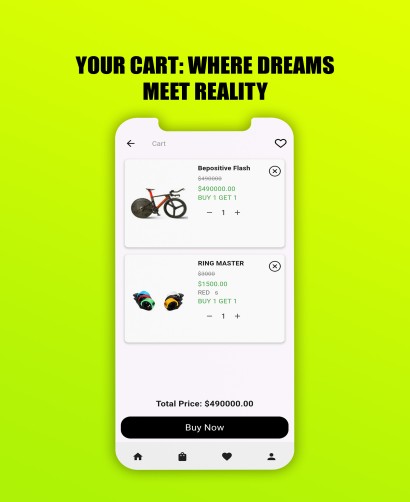 YOUR CART: WHERE DREAMS
MEET REALITY
Cart
Bepositive Flash
$490000
$490000.00
BUY 1 GET 1
− 1 +
RING MASTER
$3000
$1500.00
RED
BUY 1 GET 1
− 1 +
Total Price: $490000.00
Buy Now